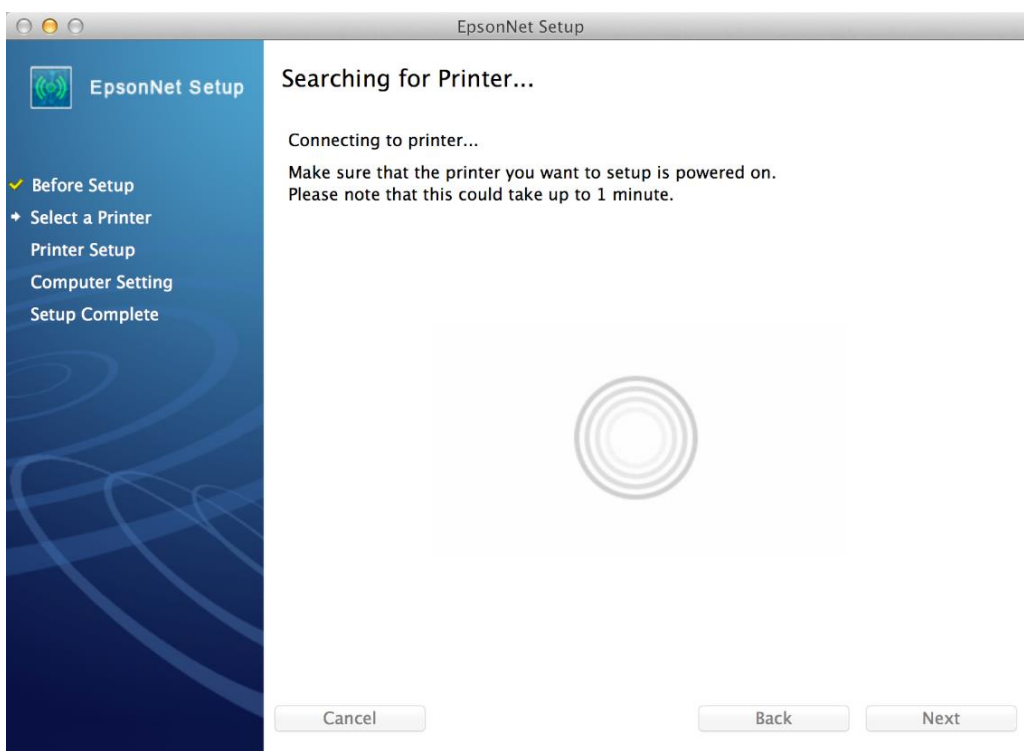 EpsonNet Setup
EpsonNet Setup
Before Setup
Select a Printer
Printer Setup
Computer Setting
Setup Complete
Searching for Printer...
Connecting to printer...
Make sure that the printer you want to setup is powered on.
Please note that this could take up to 1 minute.
Cancel
Back
Next